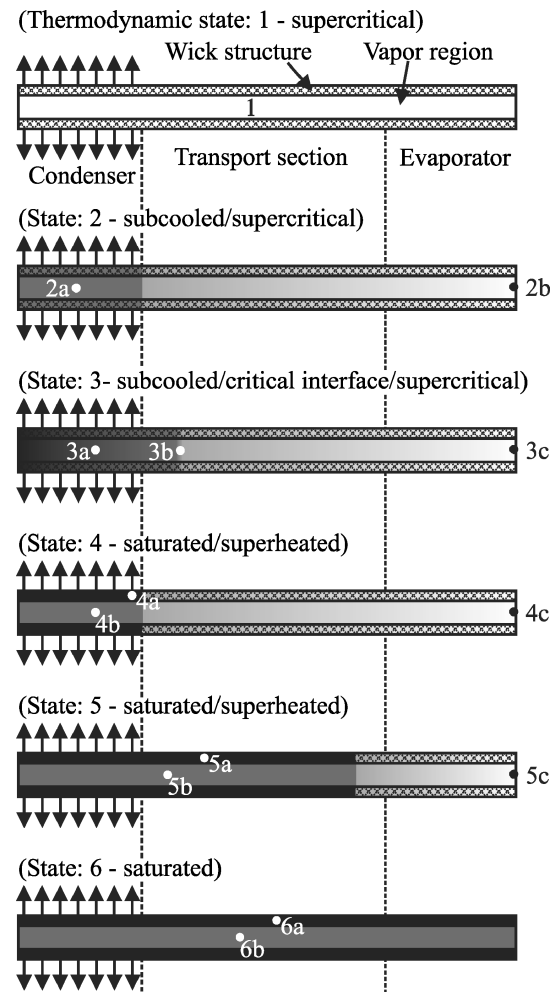 (Thermodynamic state: 1 - supercritical)
Wick structure Vapor region
1
Transport section Evaporator
Condenser
(State: 2 - subcooled/supercritical)
2a 2b
(State: 3- subcooled/critical interface/supercritical)
3a 3b 3c
(State: 4 - saturated/superheated)
4a
4b 4c
(State: 5 - saturated/superheated)
5a
5b 5c
(State: 6 - saturated)
6a
6b